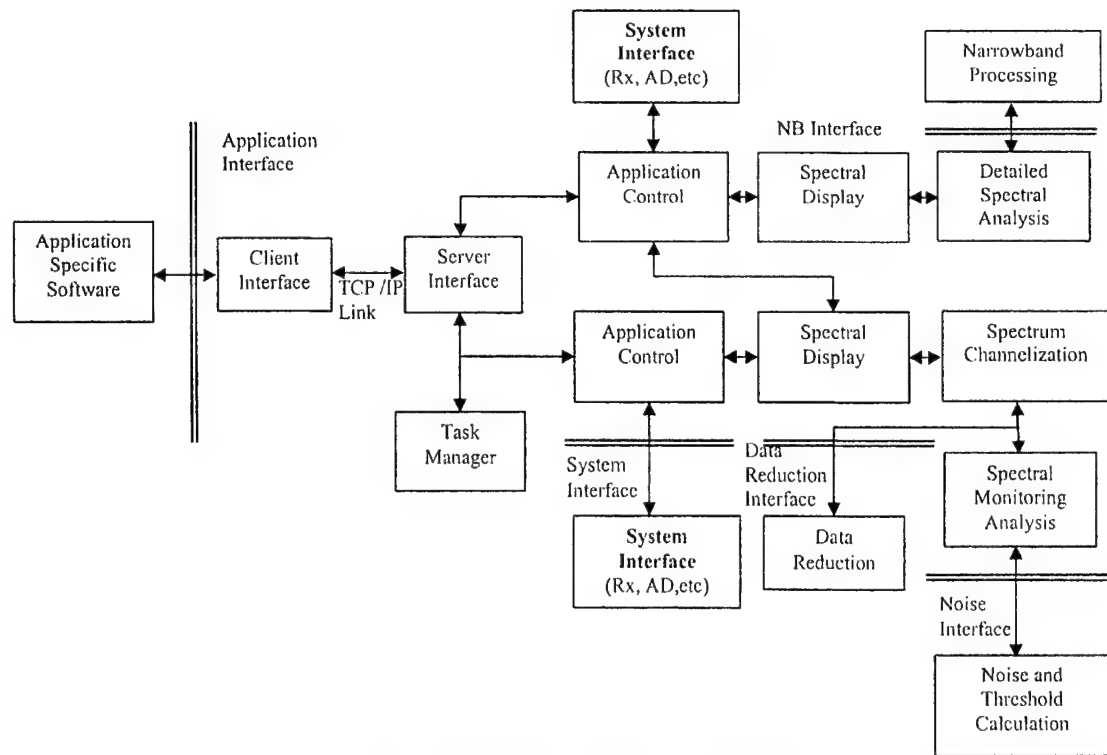 System
Interface
(Rx, AD,etc)
Narrowband
Processing
Application
Interface
NB Interface
Application
Control
Spectral
Display
Detailed
Spectral
Analysis
Application
Specific
Software
Client
Interface
TCP /IP
Link
Server
Interface
Application
Control
Spectral
Display
Spectrum
Channelization
Task
Manager
System
Interface
Data
Reduction
Interface
Spectral
Monitoring
Analysis
System
Interface
(Rx, AD,etc)
Data
Reduction
Noise
Interface
Noise and
Threshold
Calculation